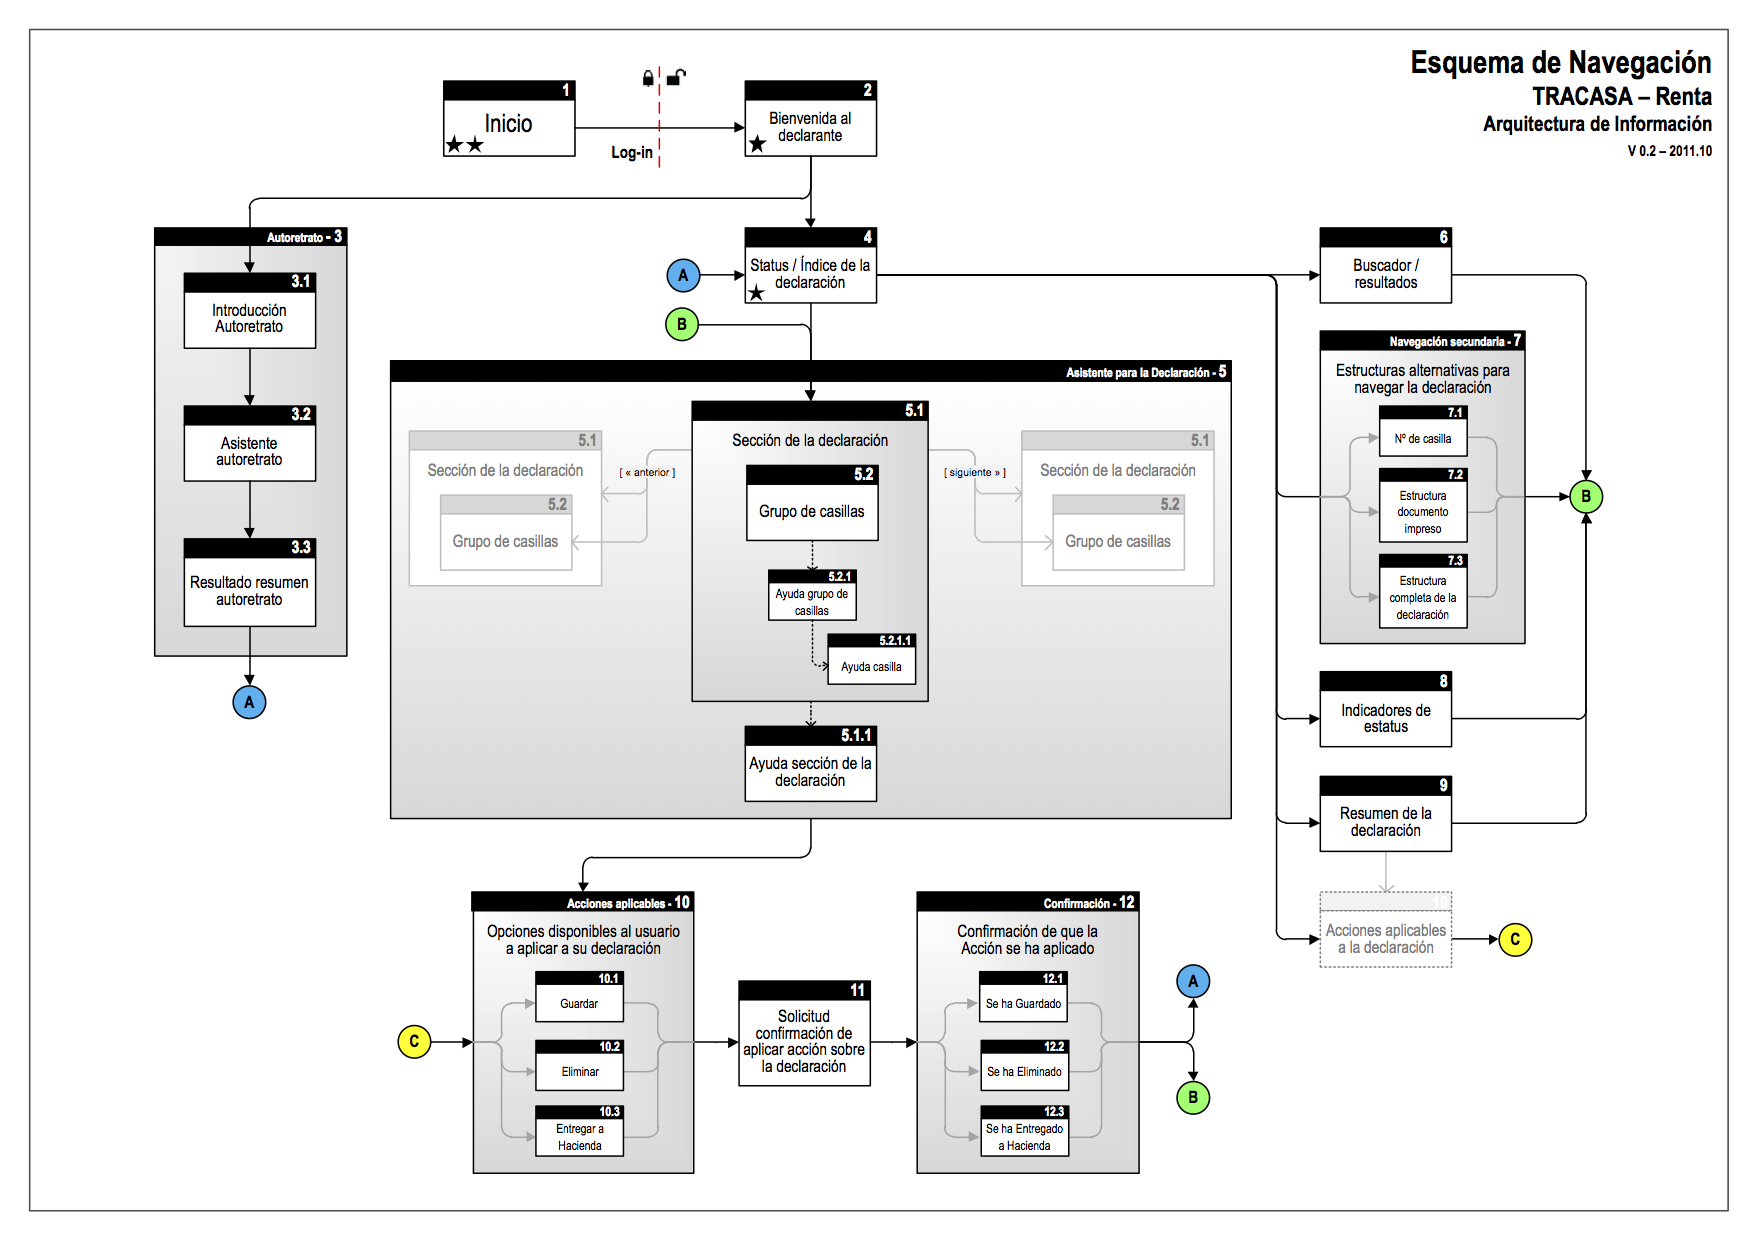 Esquema de Navegación
TRACASA – Renta
Arquitectura de Información
V 0.2 – 2011.10
1
Inicio
Log-in
2
Bienvenida al
declarante
Autoretrato - 3
3.1
Introducción
Autoretrato
3.2
Asistente
autoretrato
3.3
Resultado resumen
autoretrato
A
A
B
4
Status / Índice de la
declaración
Asistente para la Declaración - 5
5.1
Sección de la declaración
5.2
Grupo de casillas
[ « anterior ]
5.1
Sección de la declaración
5.2
Grupo de casillas
5.2.1
Ayuda grupo de
casillas
5.2.1.1
Ayuda casilla
[ siguiente » ]
5.1
Sección de la declaración
5.2
Grupo de casillas
5.1.1
Ayuda sección de la
declaración
6
Buscador /
resultados
Navegación secundaria - 7
Estructuras alternativas para
navegar la declaración
7.1
Nº de casilla
7.2
Estructura
documento
impreso
7.3
Estructura
completa de la
declaración
B
8
Indicadores de
estatus
9
Resumen de la
declaración
10
Acciones aplicables
a la declaración
C
C
Acciones aplicables - 10
Opciones disponibles al usuario
a aplicar a su declaración
10.1
Guardar
10.2
Eliminar
10.3
Entregar a
Hacienda
11
Solicitud
confirmación de
aplicar acción sobre
la declaración
Confirmación - 12
Confirmación de que la
Acción se ha aplicado
12.1
Se ha Guardado
12.2
Se ha Eliminado
12.3
Se ha Entregado
a Hacienda
A
B